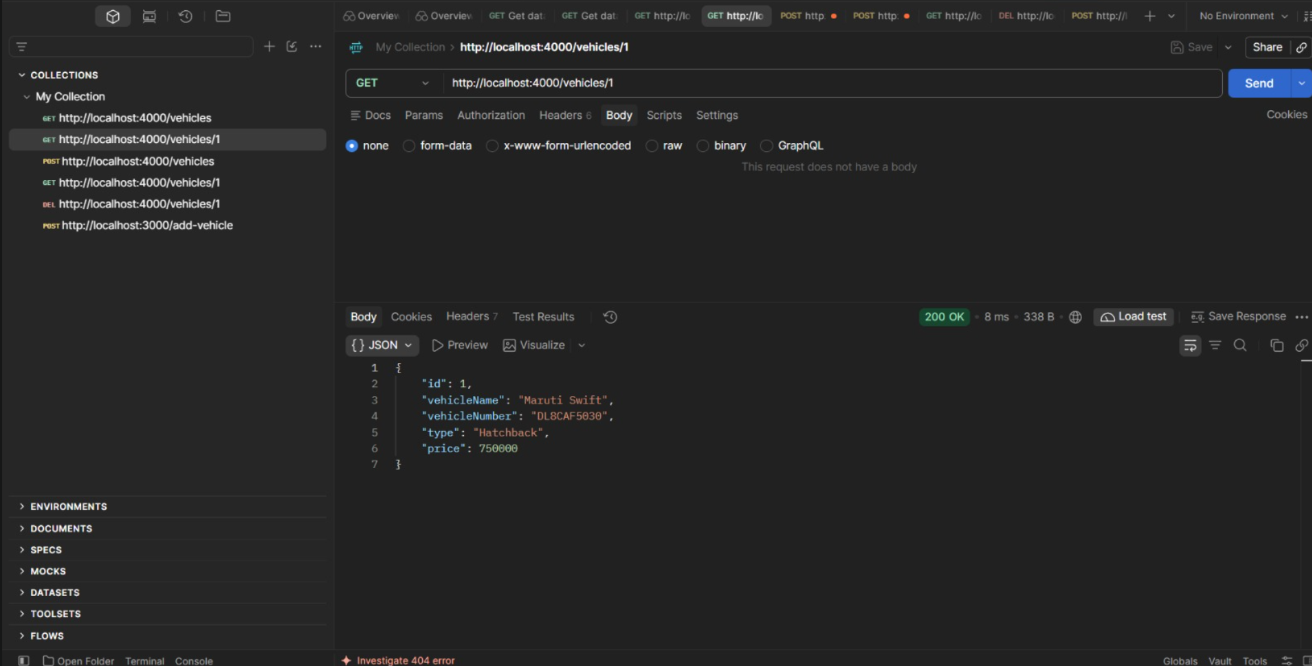 Overview Overview GET Get dat GET Get dat GET http://lo GET http://lo POST http: POST http: GET http://lo DEL http://lo POST http:// No Environment
My Collection > http://localhost:4000/vehicles/1 Save Share
COLLECTIONS
My Collection
GET http://localhost:4000/vehicles
GET http://localhost:4000/vehicles/1
POST http://localhost:4000/vehicles
GET http://localhost:4000/vehicles/1
DEL http://localhost:4000/vehicles/1
POST http://localhost:3000/add-vehicle
GET http://localhost:4000/vehicles/1 Send
Docs Params Authorization Headers 6 Body Scripts Settings Cookies
none form-data x-www-form-urlencoded raw binary GraphQL
This request does not have a body
Body Cookies Headers 7 Test Results 200 OK 8 ms 338 B Load test e.g. Save Response
{} JSON Preview Visualize
1 {
2 "id": 1,
3 "vehicleName": "Maruti Swift",
4 "vehicleNumber": "DL8CAF5030",
5 "type": "Hatchback",
6 "price": 750000
7 }
ENVIRONMENTS
DOCUMENTS
SPECS
MOCKS
DATASETS
TOOLSETS
FLOWS
Open Folder Terminal Console Investigate 404 error Globals Vault Tools